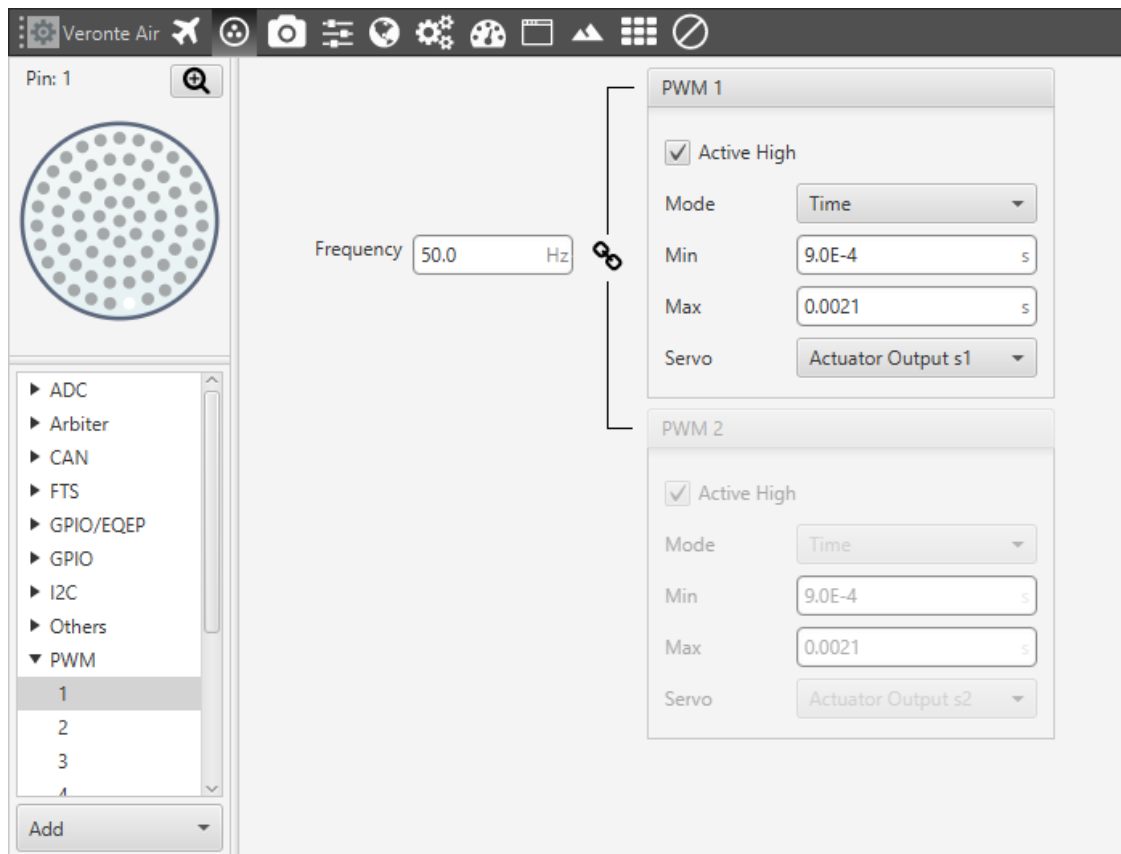 Veronte Air
Pin: 1
Frequency 50.0 Hz
PWM 1
Active High
Mode Time
Min 9.0E-4 s
Max 0.0021 s
Servo Actuator Output s1
PWM 2
Active High
Mode Time
Min 9.0E-4 s
Max 0.0021 s
Servo Actuator Output s2
ADC
Arbiter
CAN
FTS
GPIO/EQEP
GPIO
I2C
Others
PWM
1
2
3
4
Add